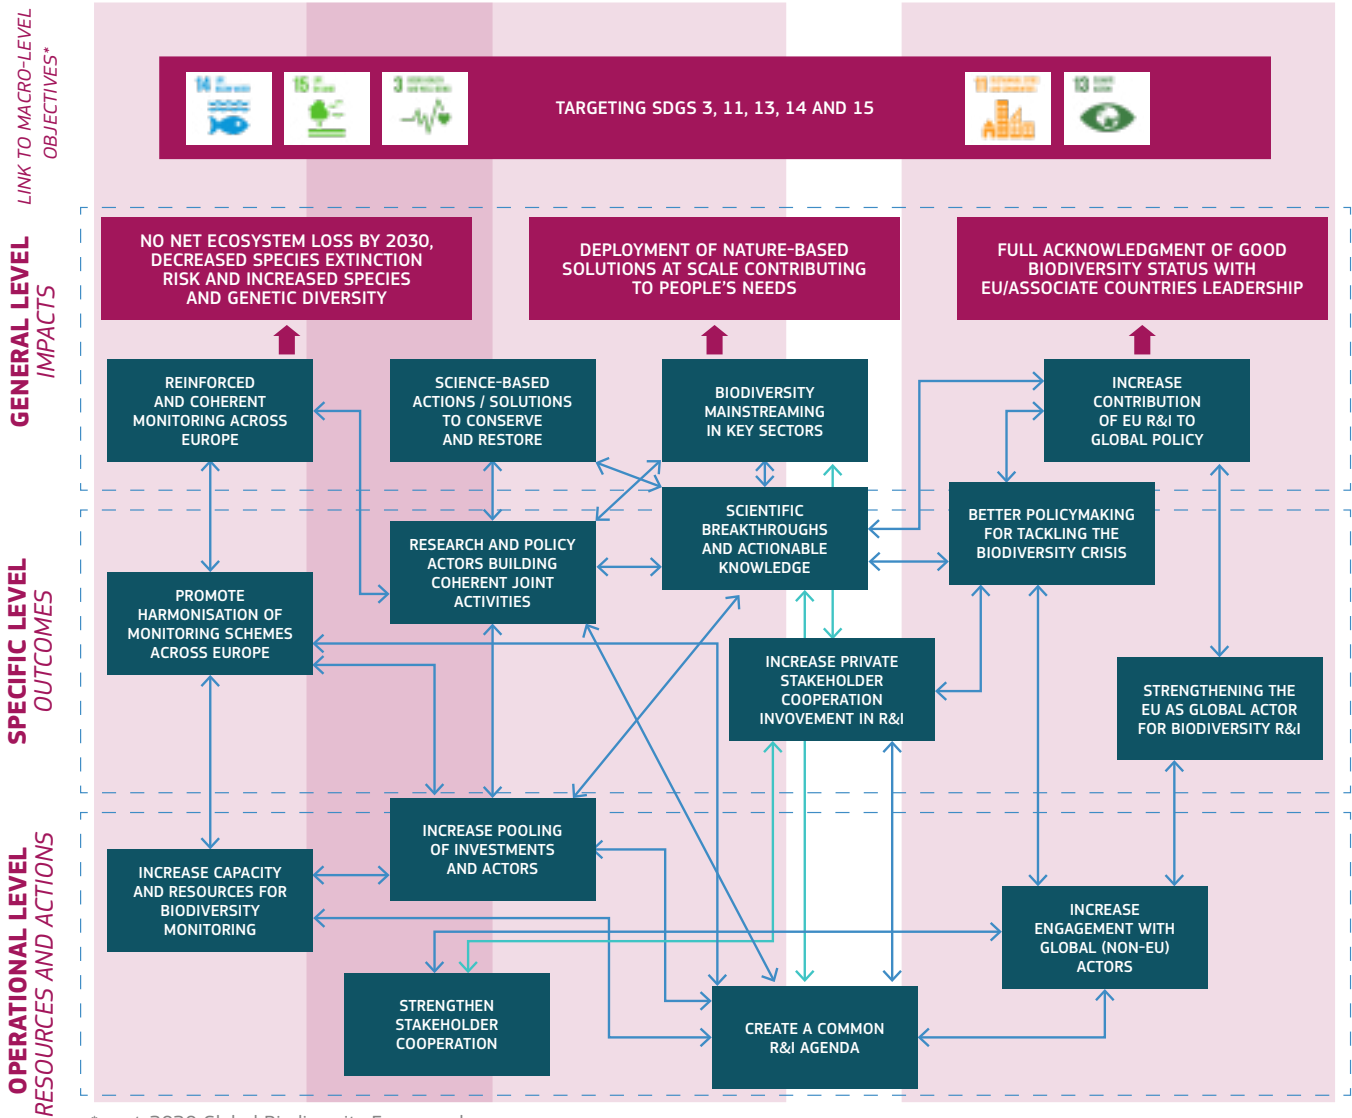 LINK TO MACRO-LEVEL
OBJECTIVES*
14
15
3
TARGETING SDGS 3, 11, 13, 14 AND 15
11
13
GENERAL LEVEL
IMPACTS
NO NET ECOSYSTEM LOSS BY 2030,
DECREASED SPECIES EXTINCTION
RISK AND INCREASED SPECIES
AND GENETIC DIVERSITY
DEPLOYMENT OF NATURE-BASED
SOLUTIONS AT SCALE CONTRIBUTING
TO PEOPLE'S NEEDS
FULL ACKNOWLEDGMENT OF GOOD
BIODIVERSITY STATUS WITH
EU/ASSOCIATE COUNTRIES LEADERSHIP
REINFORCED
AND COHERENT
MONITORING ACROSS
EUROPE
SCIENCE-BASED
ACTIONS / SOLUTIONS
TO CONSERVE
AND RESTORE
BIODIVERSITY
MAINSTREAMING
IN KEY SECTORS
INCREASE
CONTRIBUTION
OF EU R&I TO
GLOBAL POLICY
SPECIFIC LEVEL
OUTCOMES
SCIENTIFIC
BREAKTHROUGHS
AND ACTIONABLE
KNOWLEDGE
BETTER POLICYMAKING
FOR TACKLING THE
BIODIVERSITY CRISIS
RESEARCH AND POLICY
ACTORS BUILDING
COHERENT JOINT
ACTIVITIES
PROMOTE
HARMONISATION OF
MONITORING SCHEMES
ACROSS EUROPE
INCREASE PRIVATE
STAKEHOLDER
COOPERATION
INVOVEMENT IN R&I
STRENGTHENING THE
EU AS GLOBAL ACTOR
FOR BIODIVERSITY R&I
OPERATIONAL LEVEL
RESOURCES AND ACTIONS
INCREASE POOLING
OF INVESTMENTS
AND ACTORS
INCREASE CAPACITY
AND RESOURCES FOR
BIODIVERSITY
MONITORING
INCREASE
ENGAGEMENT WITH
GLOBAL (NON-EU)
ACTORS
STRENGTHEN
STAKEHOLDER
COOPERATION
CREATE A COMMON
R&I AGENDA